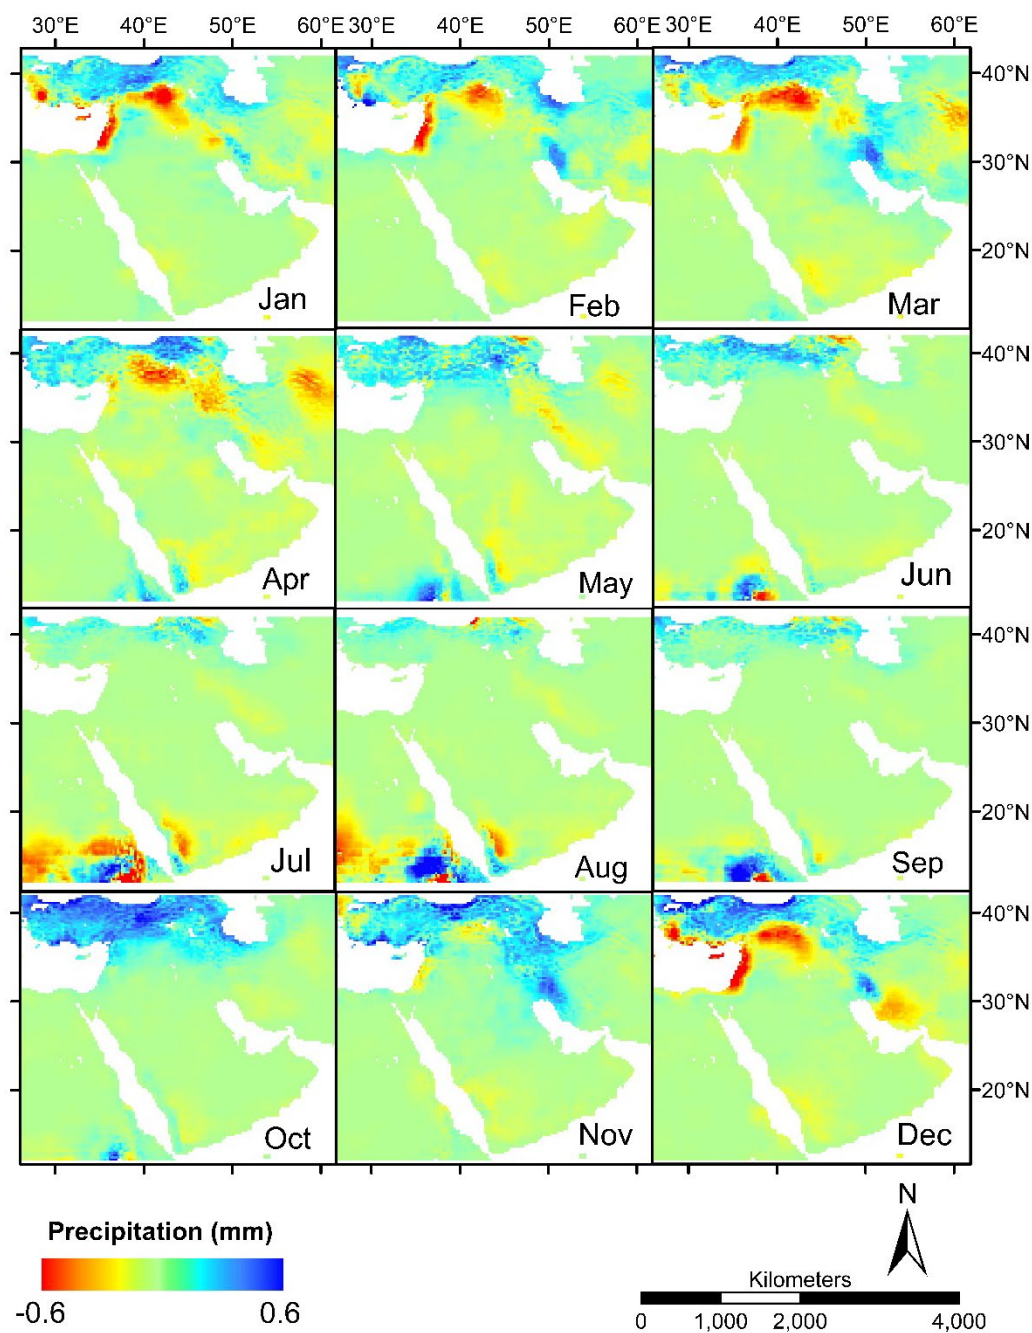 30°E 40°E 50°E 60°E 30°E 40°E 50°E 60°E 30°E 40°E 50°E 60°E
40°N
30°N
20°N
Jan Feb Mar
40°N
30°N
20°N
Apr May Jun
40°N
30°N
20°N
Jul Aug Sep
40°N
30°N
20°N
Oct Nov Dec
N
Precipitation (mm)
-0.6 0.6
Kilometers
0 1,000 2,000 4,000